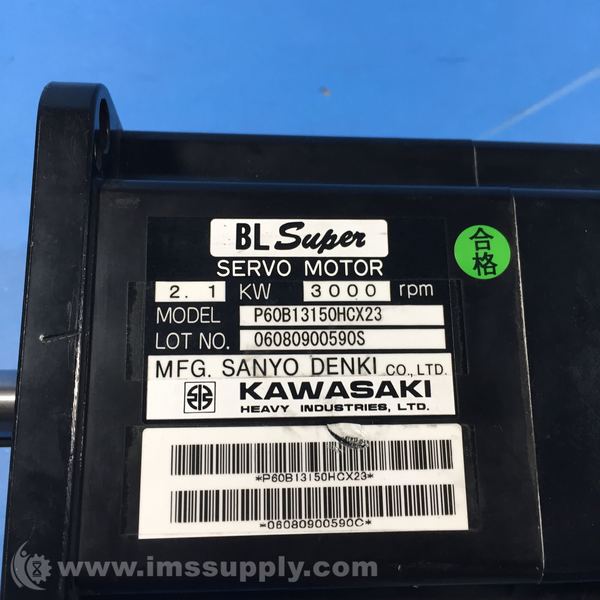 BL Super
SERVO MOTOR
2. 1 KW 3000 rpm
MODEL P60B13150HCX23
LOT NO. 06080900590S
MFG. SANYO DENKI CO., LTD.
KAWASAKI
HEAVY INDUSTRIES, LTD.
*P60B13150HCX23*
*06080900590C*
合格
www.imssupply.com